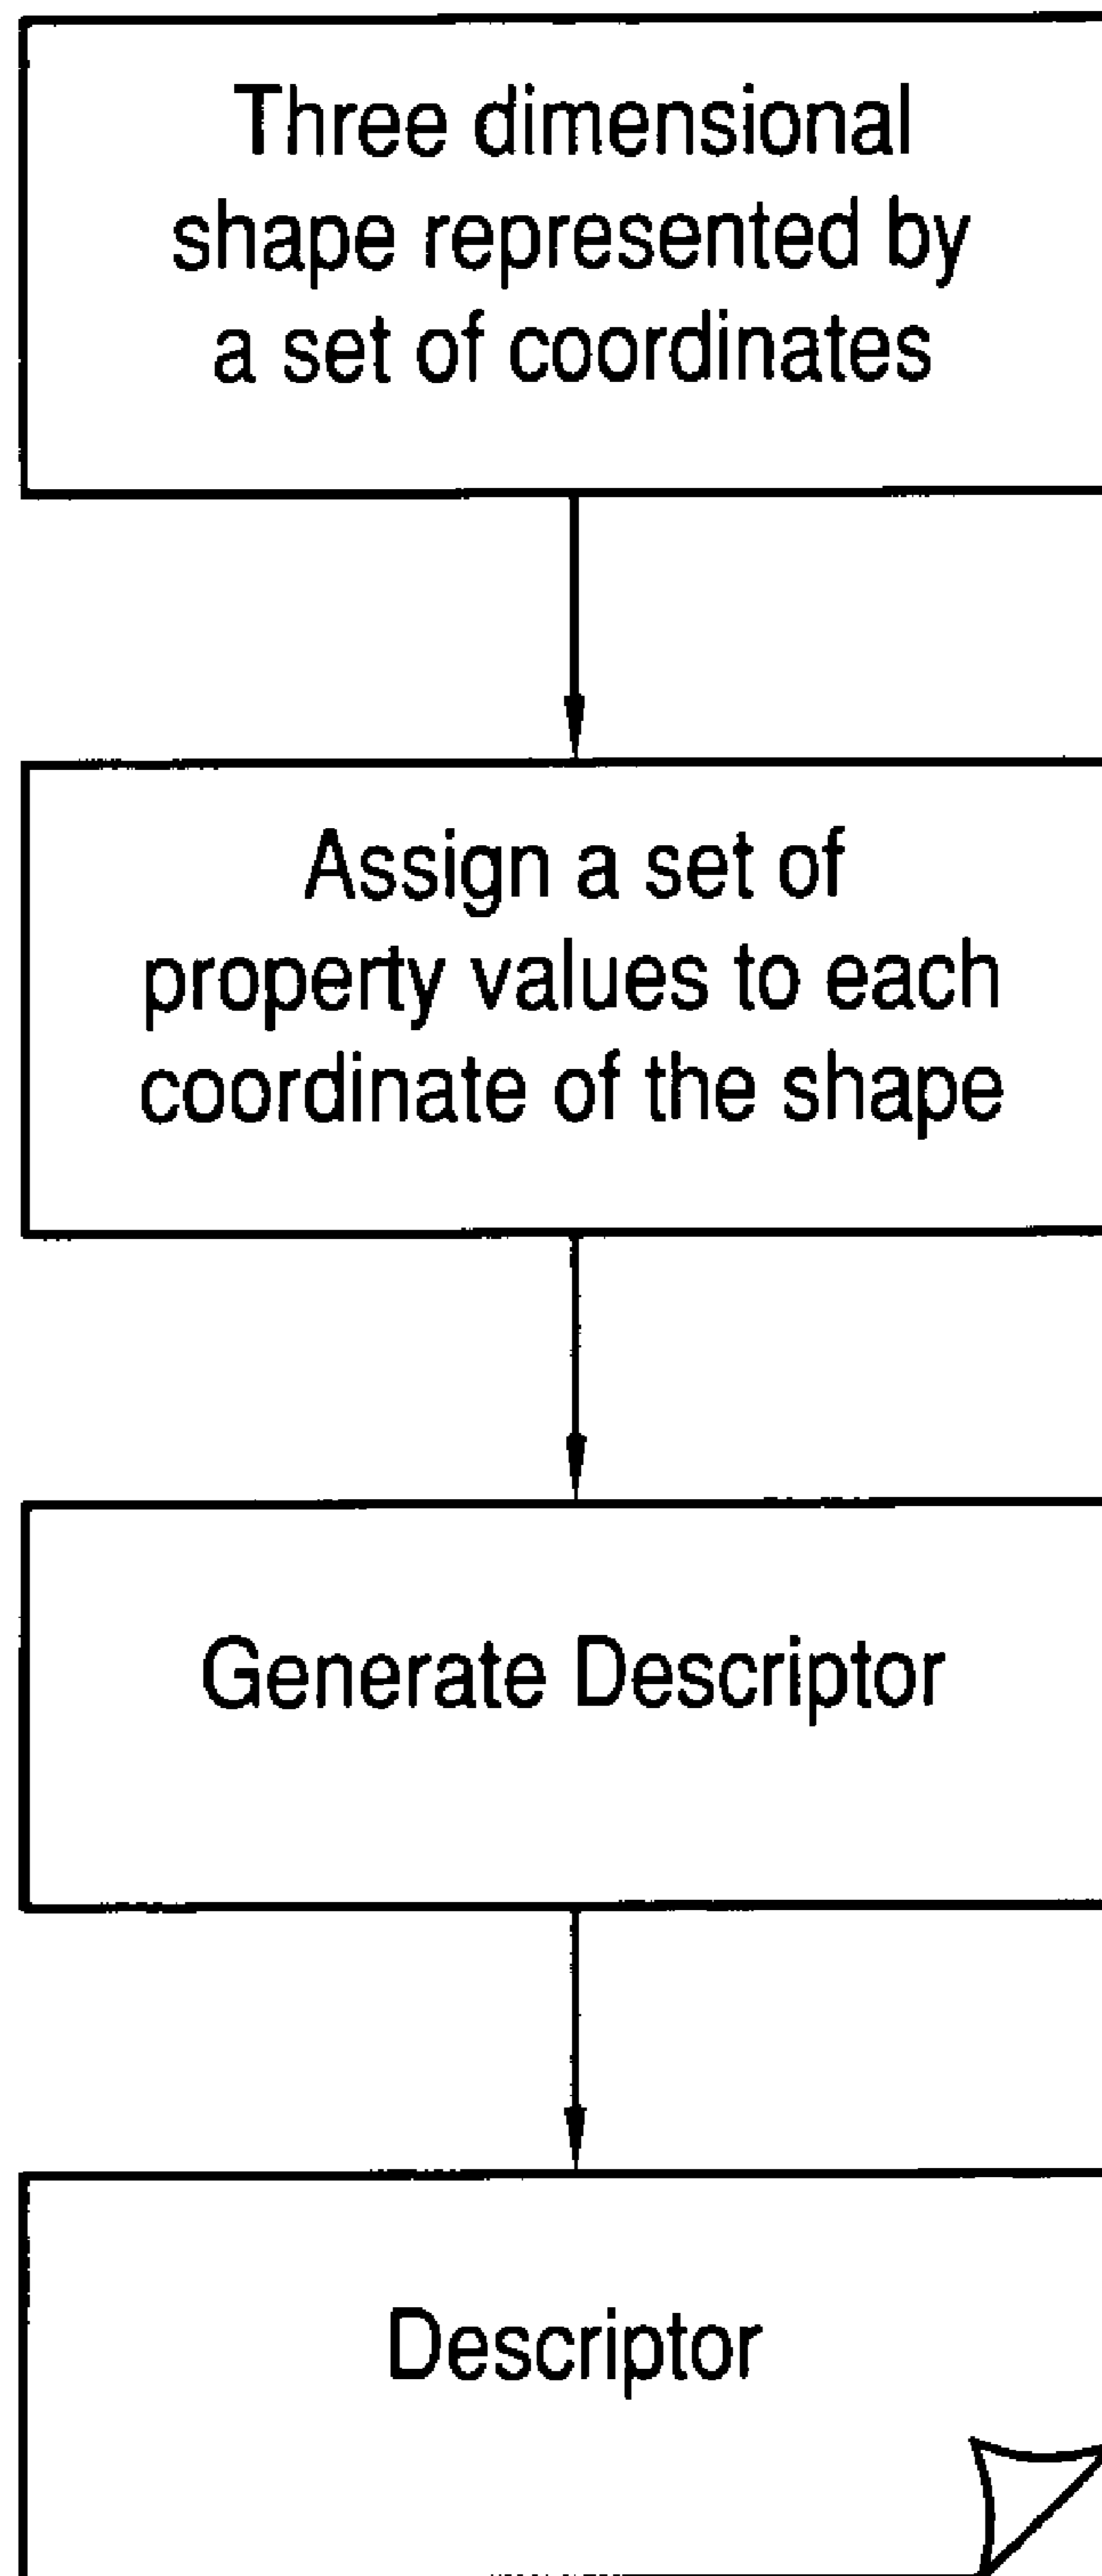 Three dimensional
shape represented by
a set of coordinates
Assign a set of
property values to each
coordinate of the shape
Generate Descriptor
Descriptor